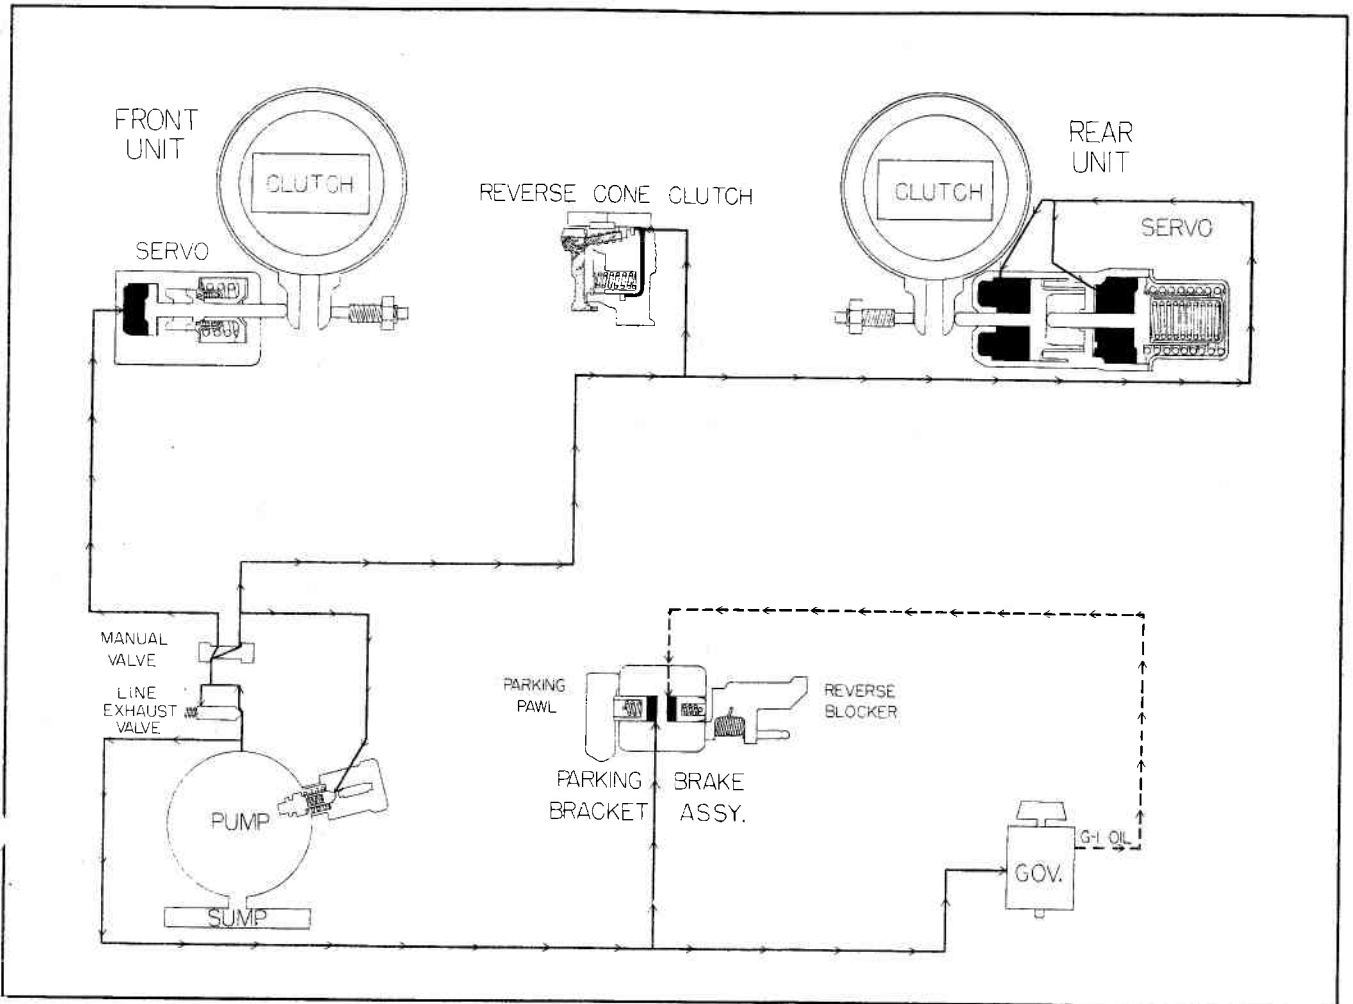 FRONT
UNIT
CLUTCH
SERVO
REVERSE CONE CLUTCH
CLUTCH
REAR
UNIT
SERVO
MANUAL
VALVE
LINE
EXHAUST
VALVE
PUMP
SUMP
PARKING
PAWL
REVERSE
BLOCKER
PARKING BRAKE
BRACKET ASSY.
G-1 OIL
GOV.